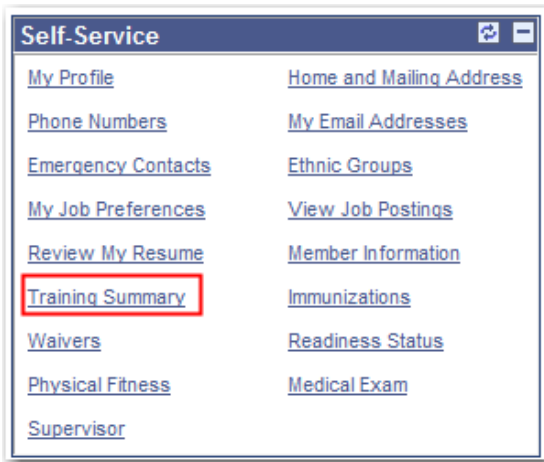 Self-Service
My Profile
Home and Mailing Address
Phone Numbers
My Email Addresses
Emergency Contacts
Ethnic Groups
My Job Preferences
View Job Postings
Review My Resume
Member Information
Training Summary
Immunizations
Waivers
Readiness Status
Physical Fitness
Medical Exam
Supervisor